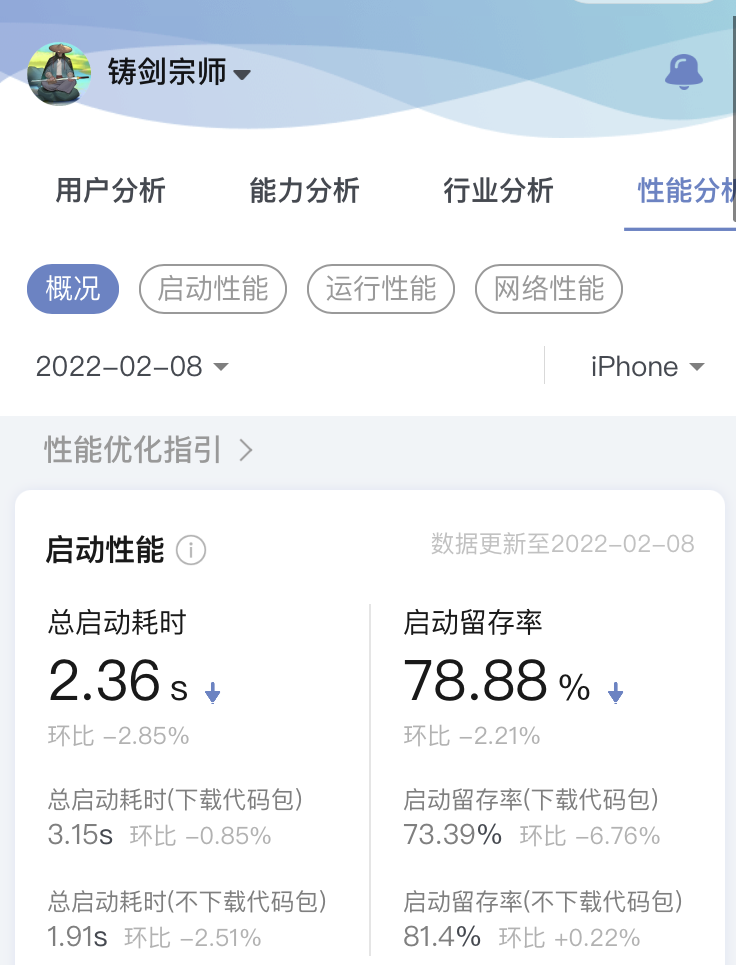 铸剑宗师
用户分析 能力分析 行业分析 性能分析
概况 启动性能 运行性能 网络性能
2022-02-08 iPhone
性能优化指引
启动性能 数据更新至2022-02-08
总启动耗时 启动留存率
2.36 s 78.88 %
环比 -2.85% 环比 -2.21%
总启动耗时(下载代码包) 启动留存率(下载代码包)
3.15s 环比 -0.85% 73.39% 环比 -6.76%
总启动耗时(不下载代码包) 启动留存率(不下载代码包)
1.91s 环比 -2.51% 81.4% 环比 +0.22%